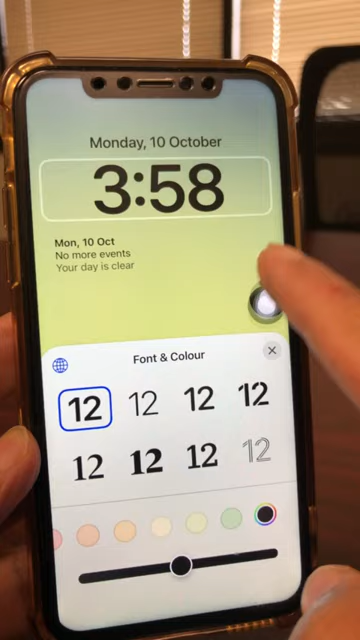 Monday, 10 October
3:58
Mon, 10 Oct
No more events
Your day is clear
Font & Colour
12 12 12 12
12 12 12 12